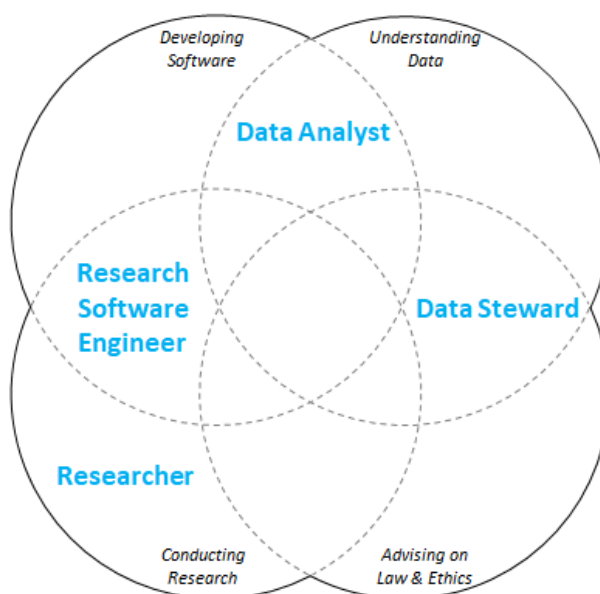 Developing
Software
Understanding
Data
Data Analyst
Research
Software
Engineer
Data Steward
Researcher
Conducting
Research
Advising on
Law & Ethics